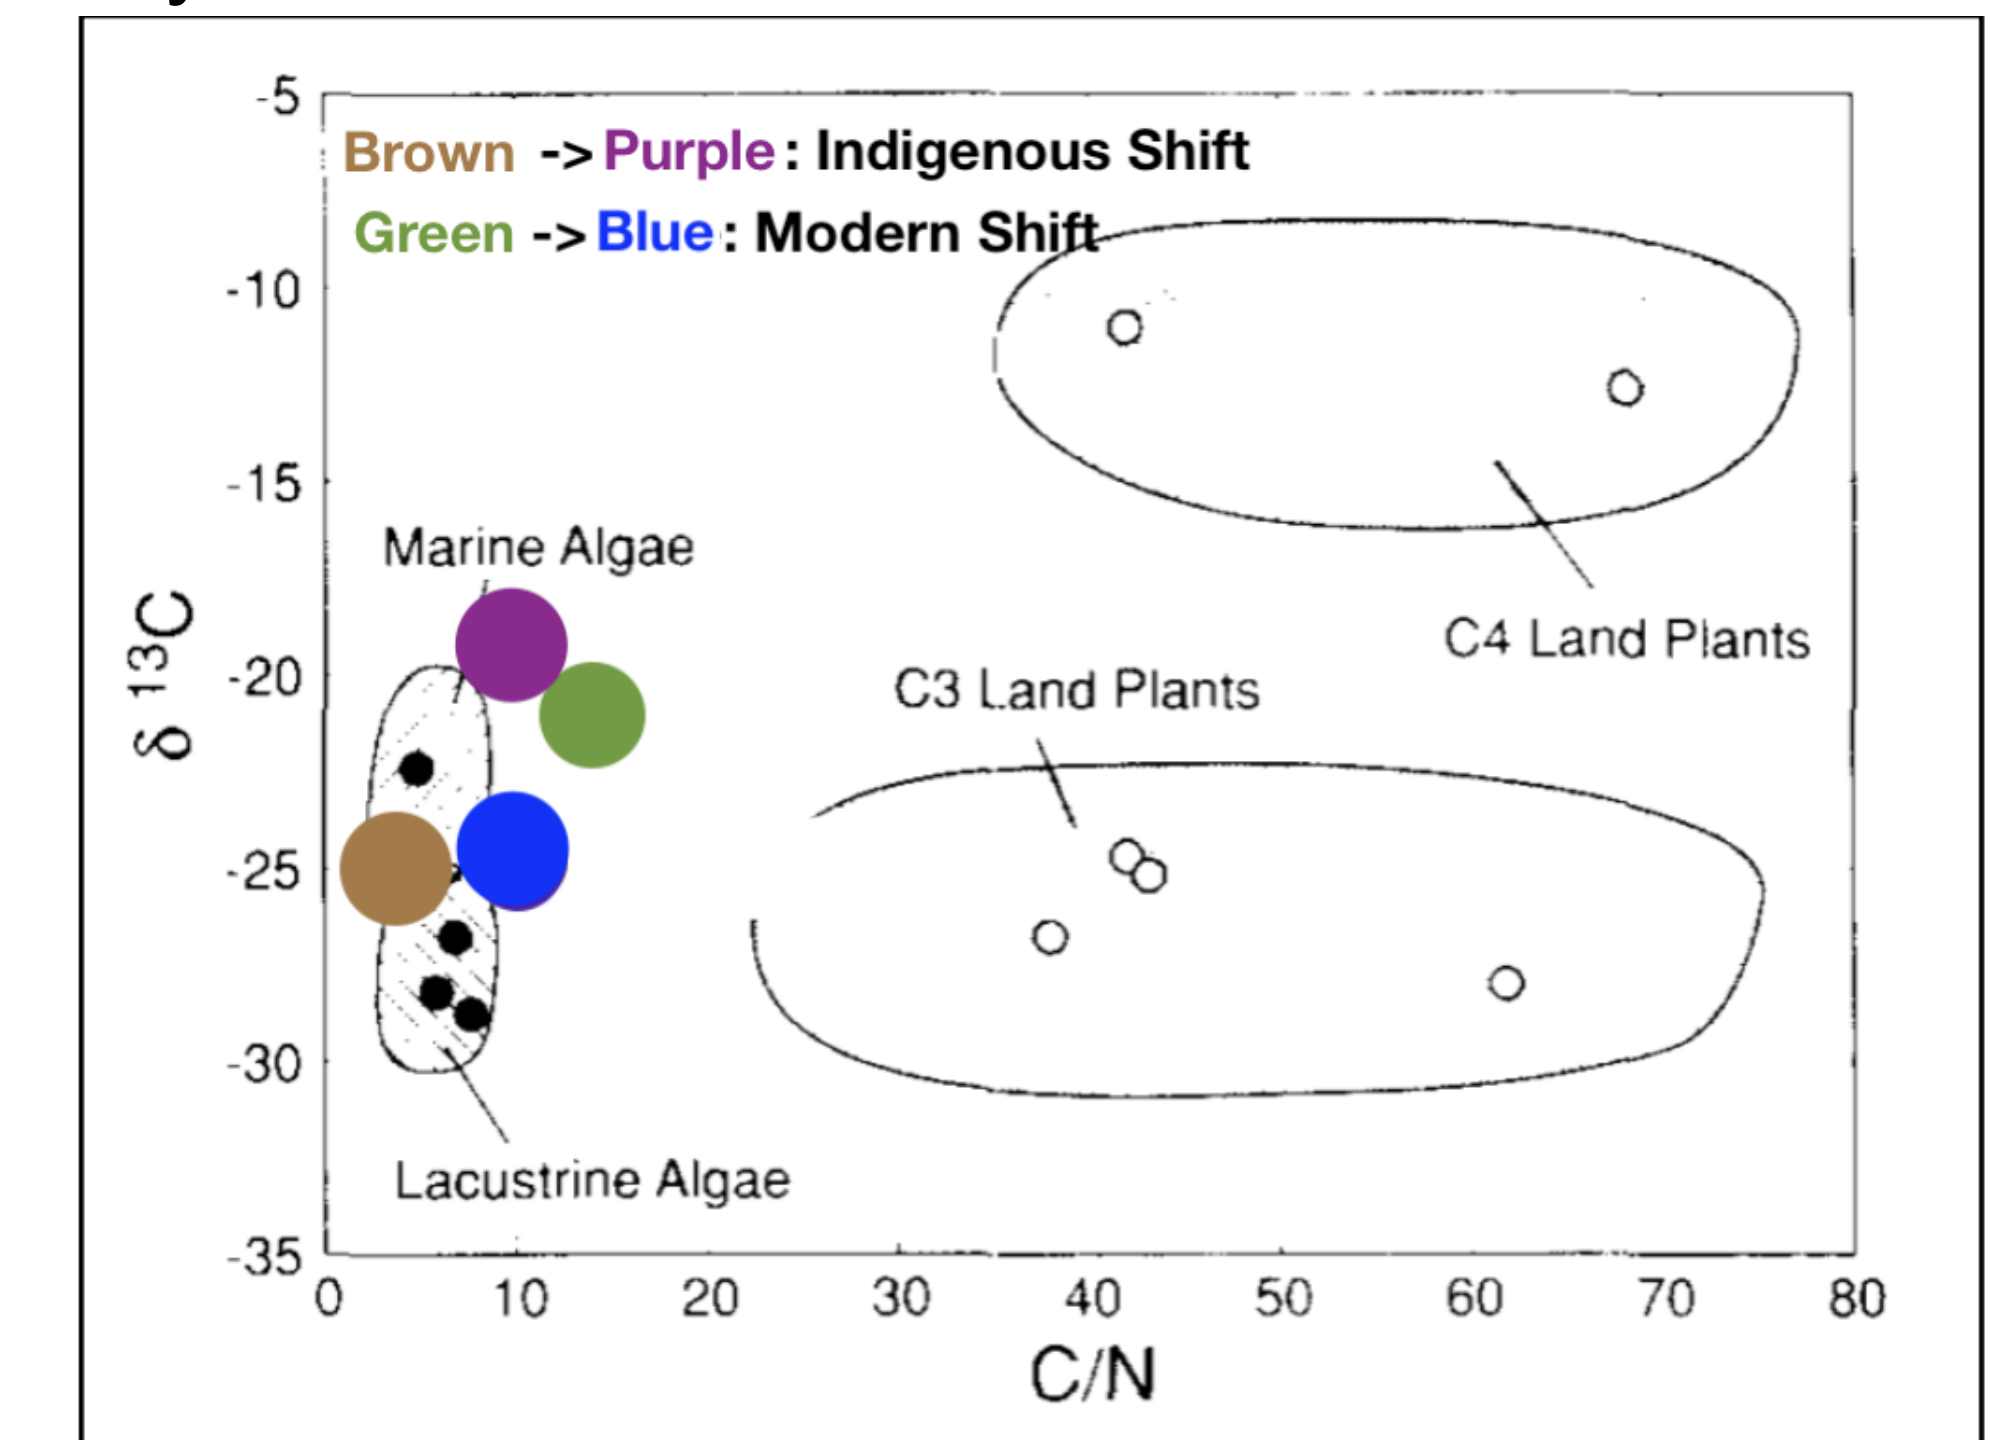 -5
Brown -> Purple: Indigenous Shift
Green -> Blue: Modern Shift
-10
-15
Marine Algae
δ 13C
C4 Land Plants
-20
C3 Land Plants
-25
-30
Lacustrine Algae
-35
0 10 20 30 40 50 60 70 80
C/N